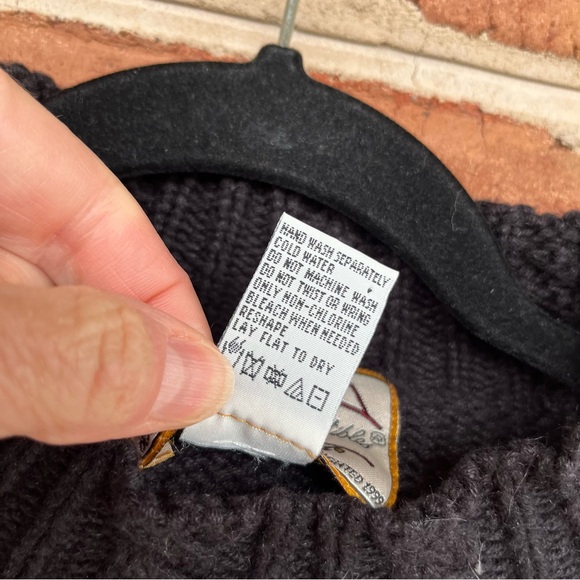 HAND WASH SEPARATELY
COLD WATER
DO NOT MACHINE WASH
DO NOT TWIST OR WRING
ONLY NON-CHLORINE
BLEACH WHEN NEEDED
RESHAPE
LAY FLAT TO DRY
1998